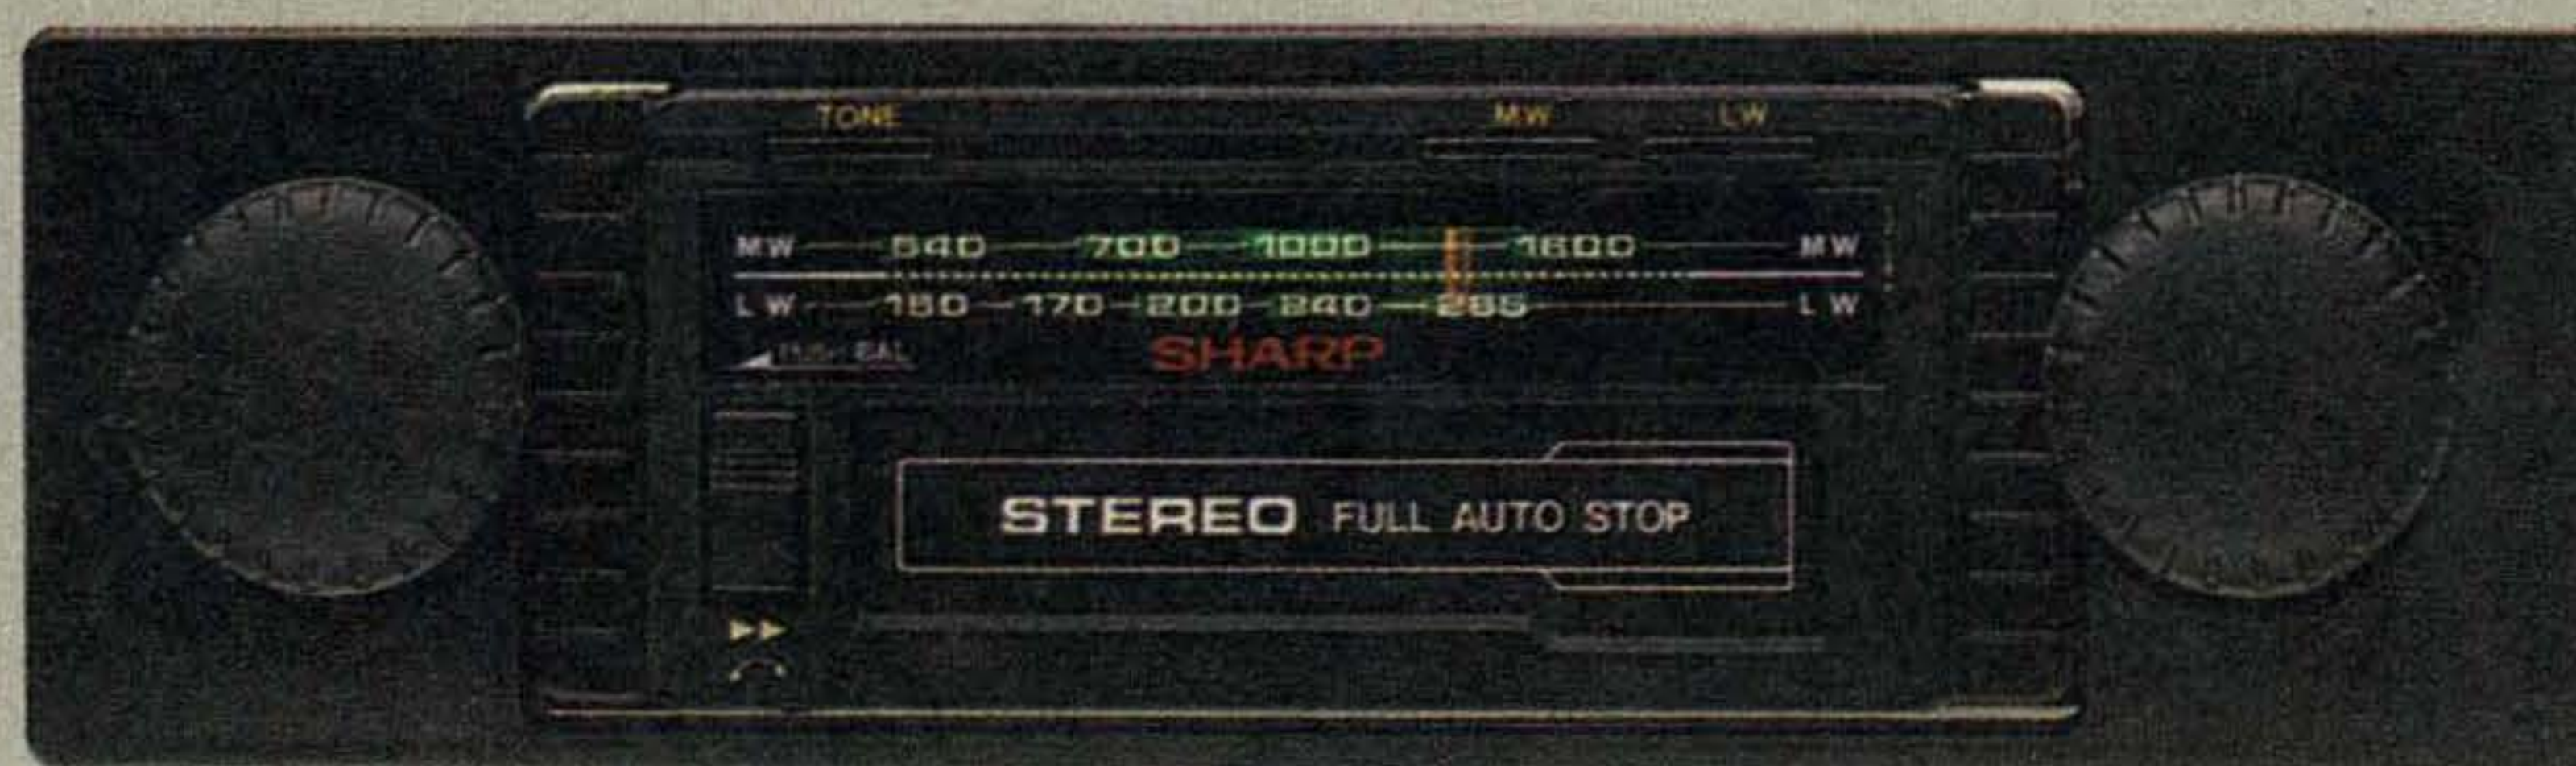 TONE MW LW
MW 540 700 1000 1600 MW
LW 150 170 200 240 285 LW
BAL
SHARP
STEREO FULL AUTO STOP